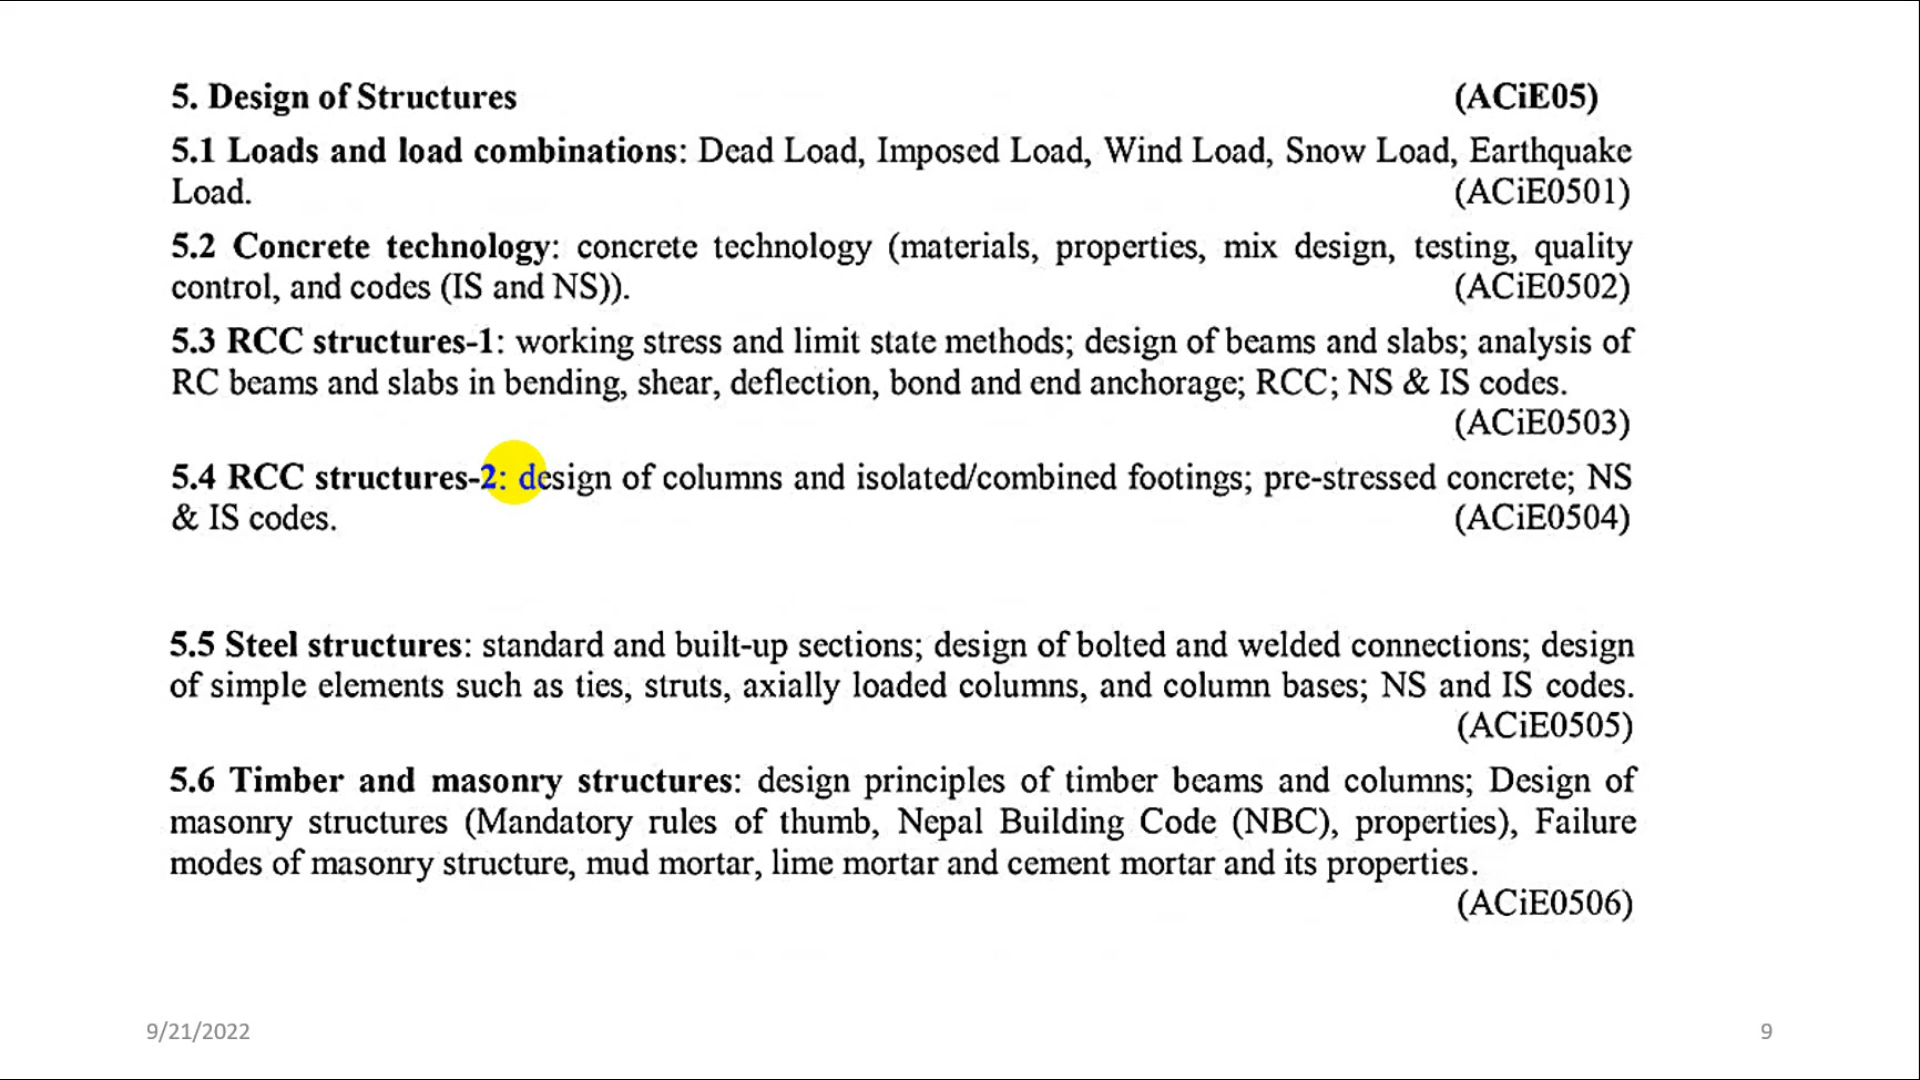 5. Design of Structures (ACiE05)
5.1 Loads and load combinations: Dead Load, Imposed Load, Wind Load, Snow Load, Earthquake
Load. (ACiE0501)
5.2 Concrete technology: concrete technology (materials, properties, mix design, testing, quality
control, and codes (IS and NS)). (ACiE0502)
5.3 RCC structures-1: working stress and limit state methods; design of beams and slabs; analysis of
RC beams and slabs in bending, shear, deflection, bond and end anchorage; RCC; NS & IS codes.
(ACiE0503)
5.4 RCC structures-2: design of columns and isolated/combined footings; pre-stressed concrete; NS
& IS codes. (ACiE0504)
5.5 Steel structures: standard and built-up sections; design of bolted and welded connections; design
of simple elements such as ties, struts, axially loaded columns, and column bases; NS and IS codes.
(ACiE0505)
5.6 Timber and masonry structures: design principles of timber beams and columns; Design of
masonry structures (Mandatory rules of thumb, Nepal Building Code (NBC), properties), Failure
modes of masonry structure, mud mortar, lime mortar and cement mortar and its properties.
(ACiE0506)
9/21/2022 9